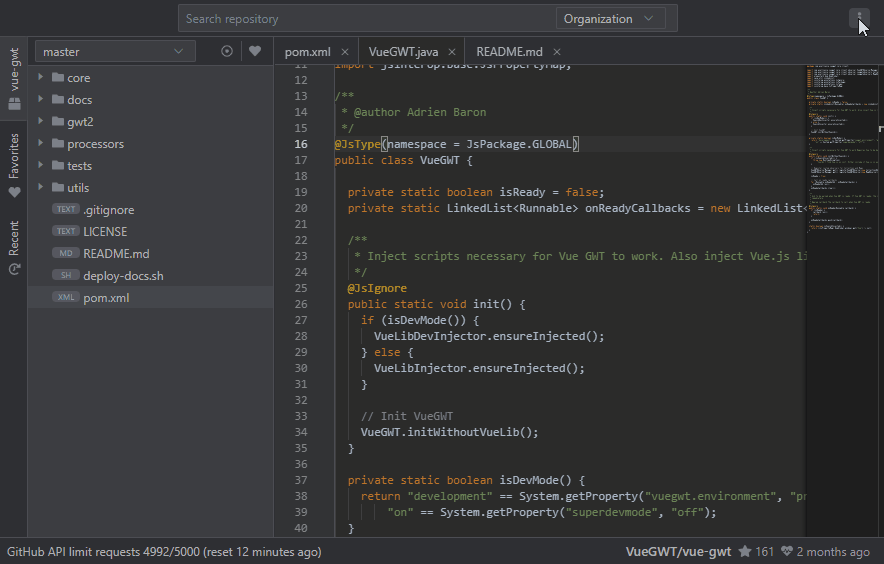 Search repository
Organization
vue-gwt
Favorites
Recent
master
core
docs
gwt2
processors
tests
utils
TEXT .gitignore
TEXT LICENSE
MD README.md
SH deploy-docs.sh
XML pom.xml
pom.xml × VueGWT.java × README.md ×
11 import jsinterop.base.JsPropertyMap;
12
13 /**
14  * @author Adrien Baron
15  */
16 @JsType(namespace = JsPackage.GLOBAL)
17 public class VueGWT {
18
19   private static boolean isReady = false;
20   private static LinkedList<Runnable> onReadyCallbacks = new LinkedList<
21
22   /**
23    * Inject scripts necessary for Vue GWT to work. Also inject Vue.js li
24    */
25   @JsIgnore
26   public static void init() {
27     if (isDevMode()) {
28       VueLibDevInjector.ensureInjected();
29     } else {
30       VueLibInjector.ensureInjected();
31     }
32
33     // Init VueGWT
34     VueGWT.initWithoutVueLib();
35   }
36
37   private static boolean isDevMode() {
38     return "development" == System.getProperty("vuegwt.environment", "pr
39         "on" == System.getProperty("superdevmode", "off");
40   }
GitHub API limit requests 4992/5000 (reset 12 minutes ago)
VueGWT/vue-gwt 161 2 months ago